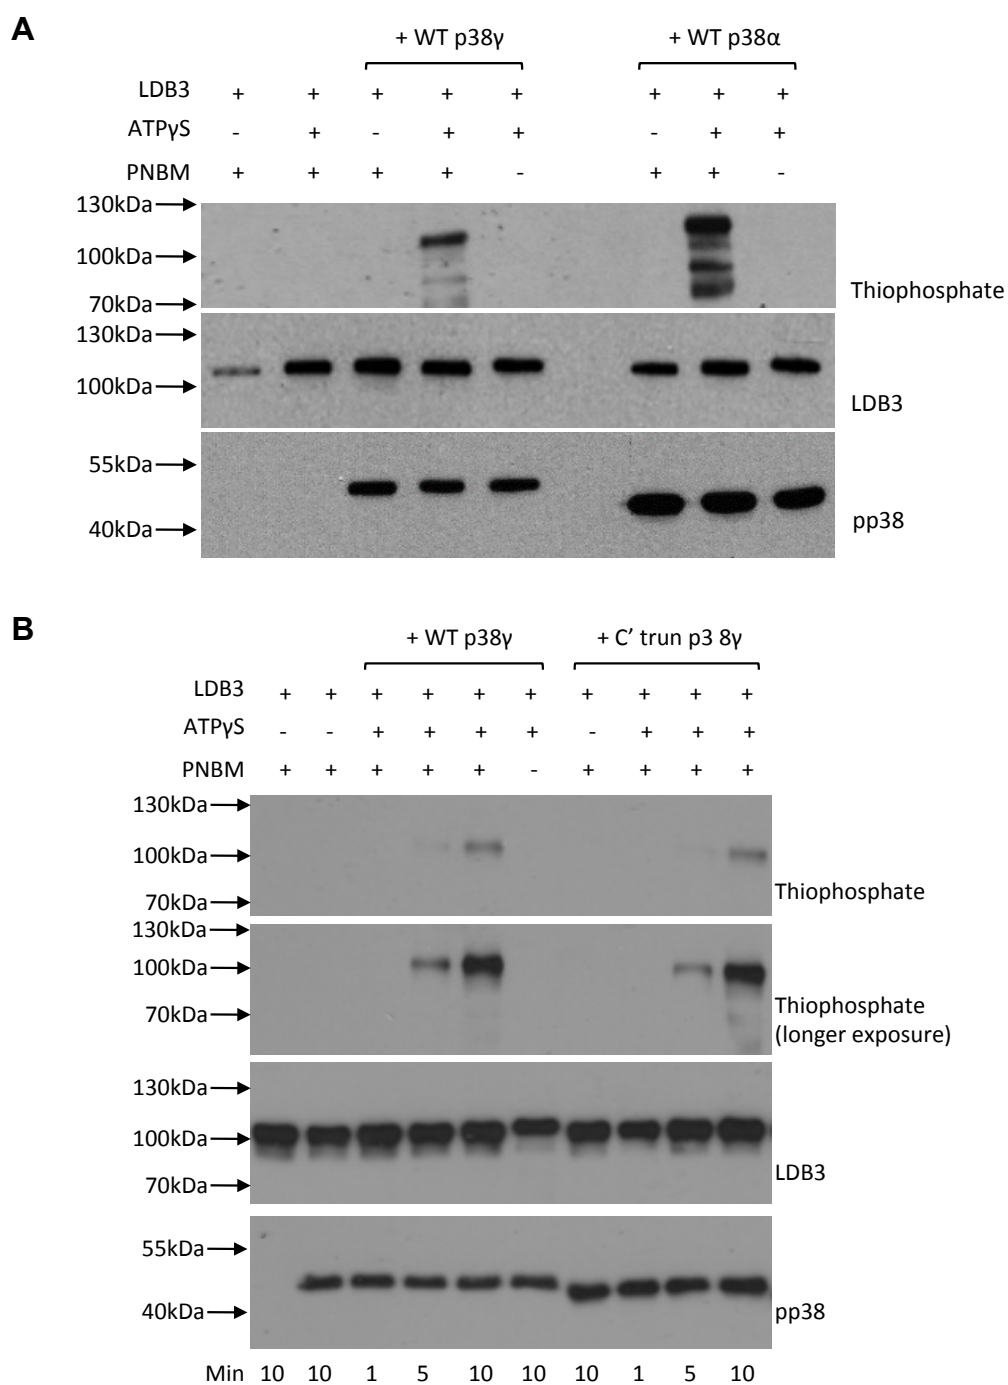 A
+ WT p38γ + WT p38α
LDB3 + + + + + + + +
ATPγS - + - + + - + +
PNBM + + + + - + + -
130kDa
100kDa
70kDa
Thiophosphate
130kDa
100kDa
LDB3
55kDa
40kDa
pp38
B
+ WT p38γ + C’ trun p3 8γ
LDB3 + + + + + + + + + +
ATPγS - - + + + + - + + +
PNBM + + + + + - + + + +
130kDa
100kDa
70kDa
Thiophosphate
130kDa
100kDa
70kDa
Thiophosphate
(longer exposure)
130kDa
100kDa
70kDa
LDB3
55kDa
40kDa
pp38
Min 10 10 1 5 10 10 10 1 5 10